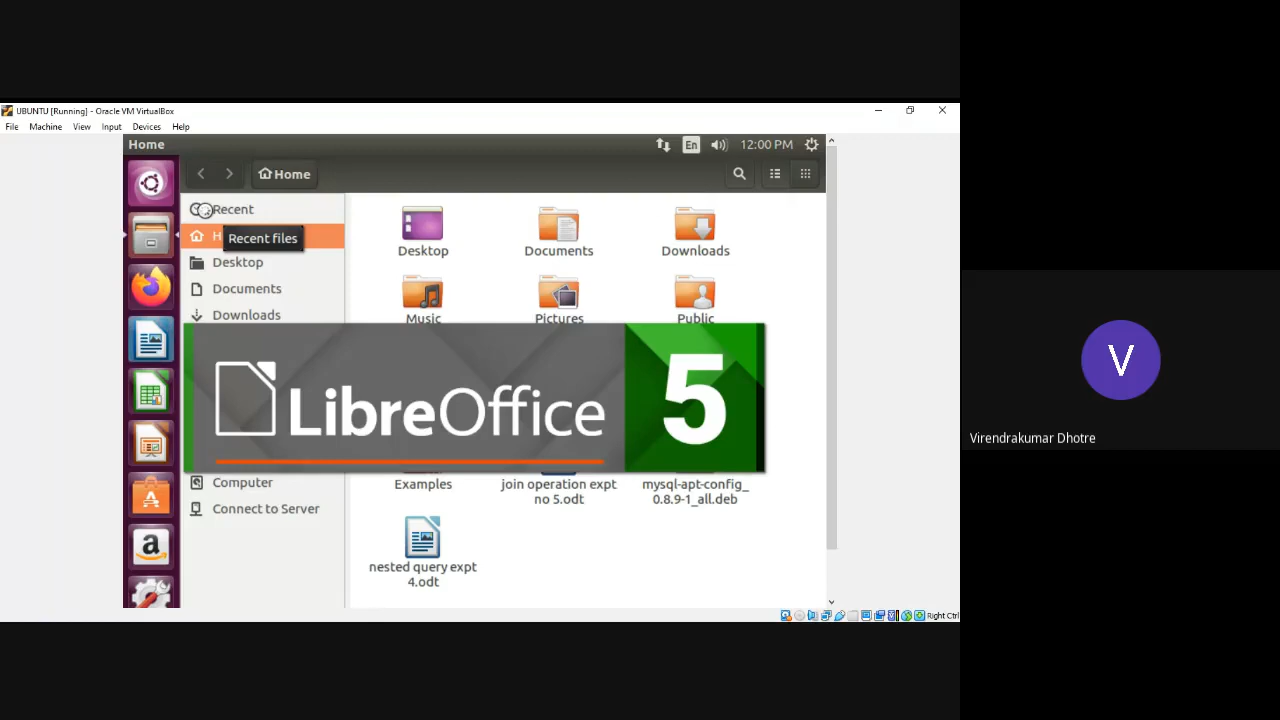 UBUNTU [Running] - Oracle VM VirtualBox
File Machine View Input Devices Help
Home En 12:00 PM
Home
Recent
H
Recent files
Desktop
Documents
Downloads
Computer
Connect to Server
Desktop Documents Downloads
Music Pictures Public
LibreOffice 5
Examples
join operation expt
no 5.odt
mysql-apt-config_
0.8.9-1_all.deb
nested query expt
4.odt
a
Right Ctrl
V
Virendrakumar Dhotre